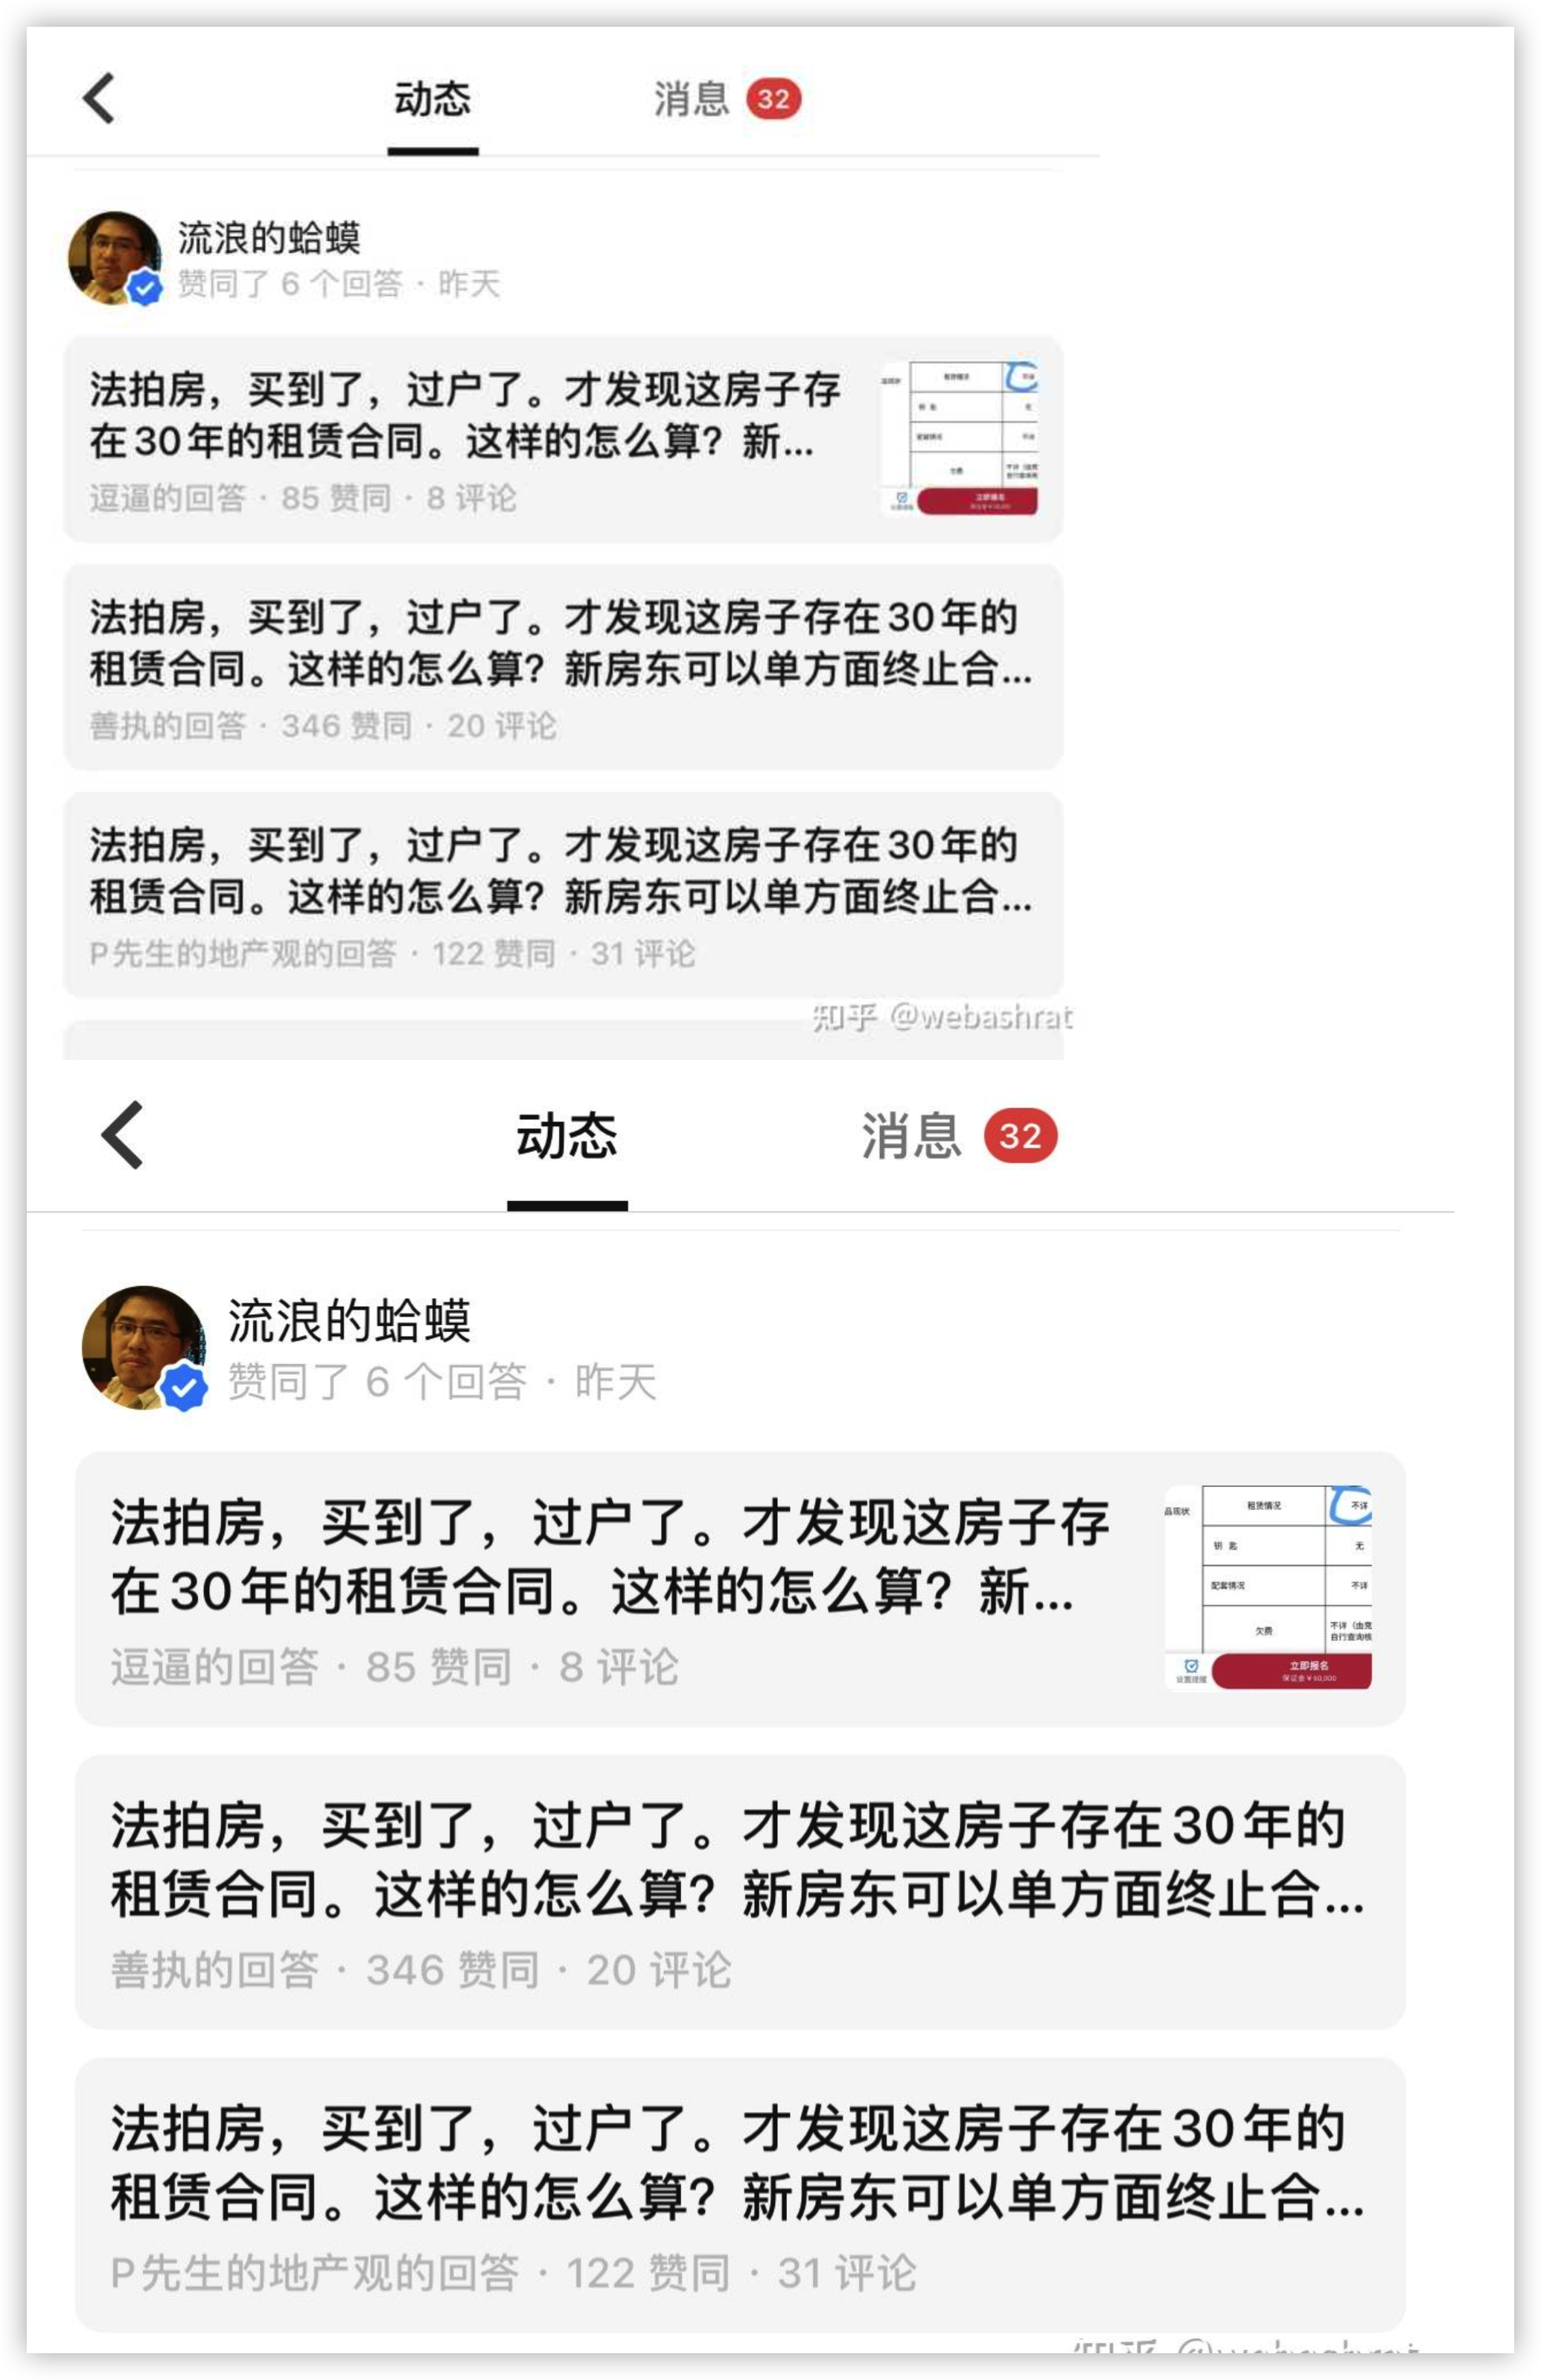 动态
消息 32
流浪的蛤蟆
赞同了 6 个回答 · 昨天
法拍房，买到了，过户了。才发现这房子存
在30年的租赁合同。这样的怎么算？新...
逗逼的回答 · 85 赞同 · 8 评论
立即报名
法拍房，买到了，过户了。才发现这房子存在30年的
租赁合同。这样的怎么算？新房东可以单方面终止合...
善执的回答 · 346 赞同 · 20 评论
法拍房，买到了，过户了。才发现这房子存在30年的
租赁合同。这样的怎么算？新房东可以单方面终止合...
P先生的地产观的回答 · 122 赞同 · 31 评论
知乎 @webashrat
动态
消息 32
流浪的蛤蟆
赞同了 6 个回答 · 昨天
法拍房，买到了，过户了。才发现这房子存
在30年的租赁合同。这样的怎么算？新...
逗逼的回答 · 85 赞同 · 8 评论
品现状
租赁情况
不详
钥 匙
无
配套情况
不详
欠费
不详（由竞
自行查询核
立即报名
设置提醒
保证金￥50,000
法拍房，买到了，过户了。才发现这房子存在30年的
租赁合同。这样的怎么算？新房东可以单方面终止合...
善执的回答 · 346 赞同 · 20 评论
法拍房，买到了，过户了。才发现这房子存在30年的
租赁合同。这样的怎么算？新房东可以单方面终止合...
P先生的地产观的回答 · 122 赞同 · 31 评论